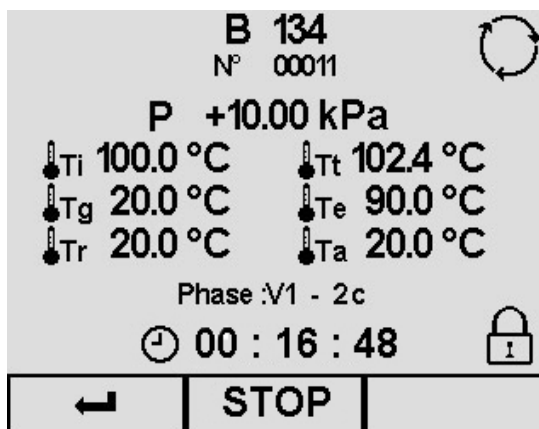 B 134
N° 00011
P +10.00 kPa
Ti 100.0 °C Tt 102.4 °C
Tg 20.0 °C Te 90.0 °C
Tr 20.0 °C Ta 20.0 °C
Phase :V1 - 2c
00 : 16 : 48
STOP